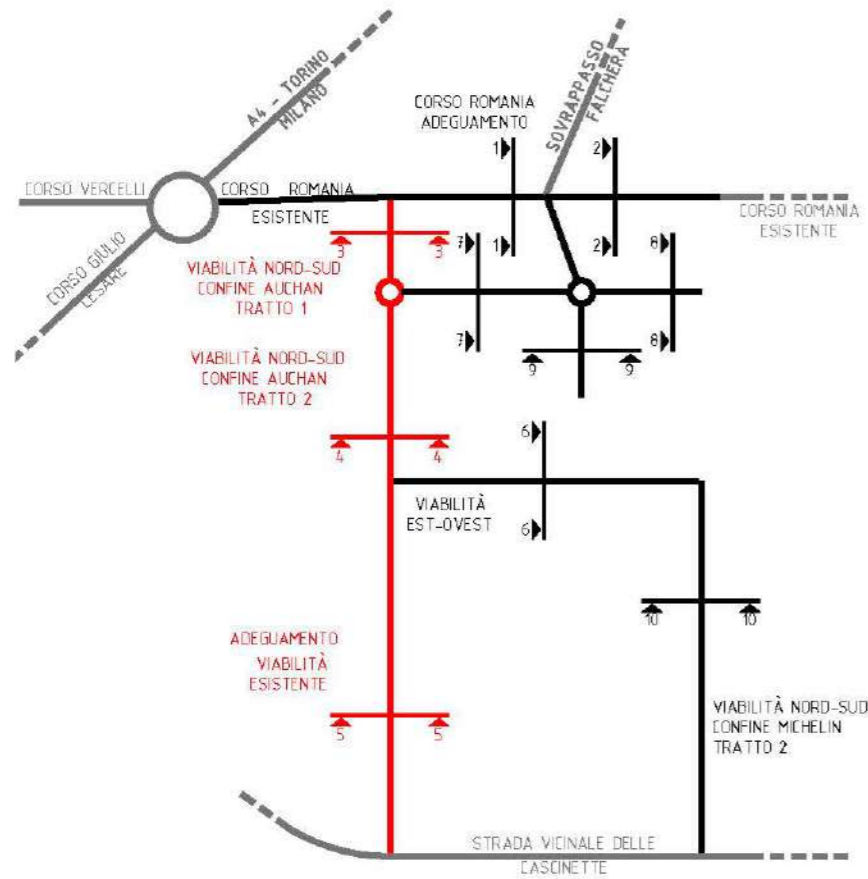 A4 - TORINO
MILANO
SOVRAPPASSO
FALCHERA
CORSO ROMANIA
ADEGUAMENTO
1
2
CORSO VERCELLI
CORSO ROMANIA
ESISTENTE
CORSO ROMANIA
ESISTENTE
CORSO GIULIO
CESARE
3
3
7
1
2
8
VIABILITÀ NORD-SUD
CONFINE AUCHAN
TRATTO 1
7
8
VIABILITÀ NORD-SUD
CONFINE AUCHAN
TRATTO 2
9
9
4
4
6
VIABILITÀ
EST-OVEST
6
10
10
ADEGUAMENTO
VIABILITÀ
ESISTENTE
5
5
VIABILITÀ NORD-SUD
CONFINE MICHELIN
TRATTO 2
STRADA VICINALE DELLE
CASCINETTE